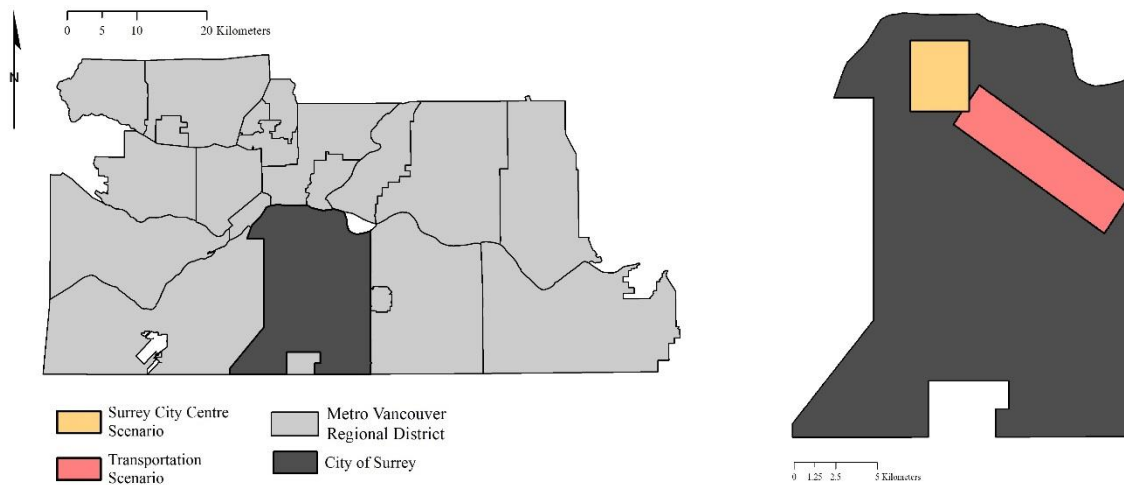 0 5 10 20 Kilometers
N
Surrey City Centre
Scenario
Metro Vancouver
Regional District
Transportation
Scenario
City of Surrey
0 1.25 2.5 5 Kilometers